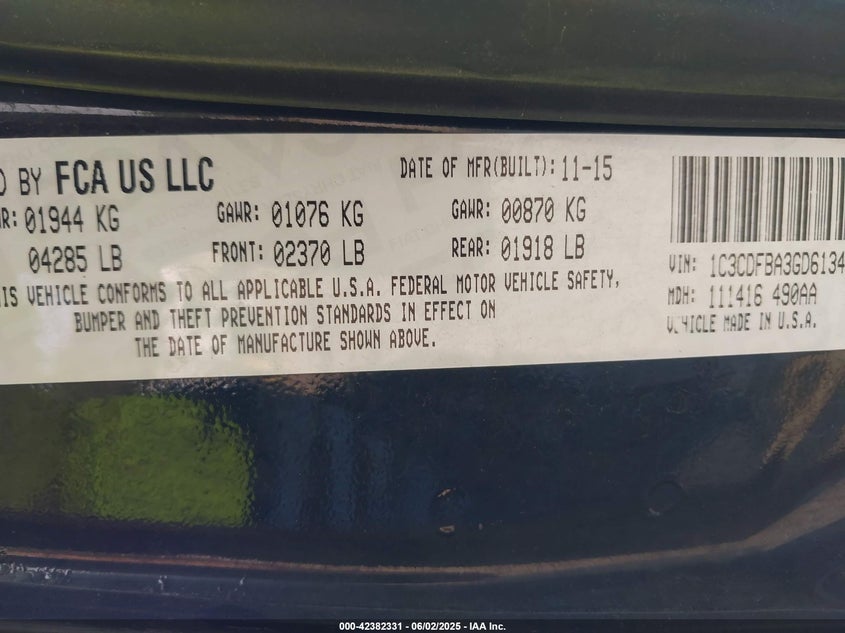 BY FCA US LLC
DATE OF MFR(BUILT): 11-15
01944 KG GAWR: 01076 KG GAWR: 00870 KG
04285 LB FRONT: 02370 LB REAR: 01918 LB
VIN: 1C3CDFBA3GD6134
MDH: 111416 490AA
VEHICLE MADE IN U.S.A.
IS VEHICLE CONFORMS TO ALL APPLICABLE U.S.A. FEDERAL MOTOR VEHICLE SAFETY,
BUMPER AND THEFT PREVENTION STANDARDS IN EFFECT ON
THE DATE OF MANUFACTURE SHOWN ABOVE.
000-42382331 - 06/02/2025 - IAA Inc.